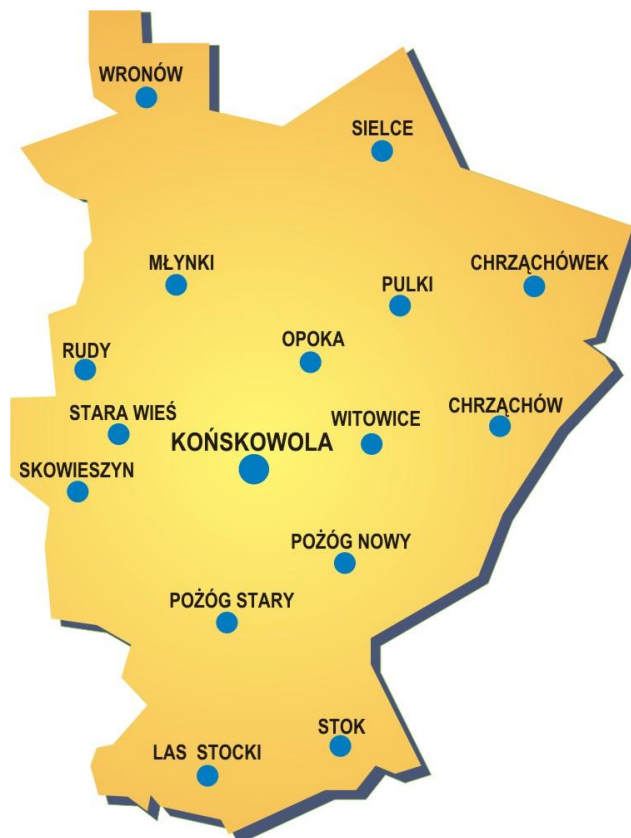 WRONÓW
SIELCE
MŁYNKI
CHRZĄCHÓWEK
PULKI
OPOKA
RUDY
STARA WIEŚ
WITOWICE
CHRZĄCHÓW
KOŃSKOWOLA
SKOWIESZYN
POŻÓG NOWY
POŻÓG STARY
STOK
LAS STOCKI